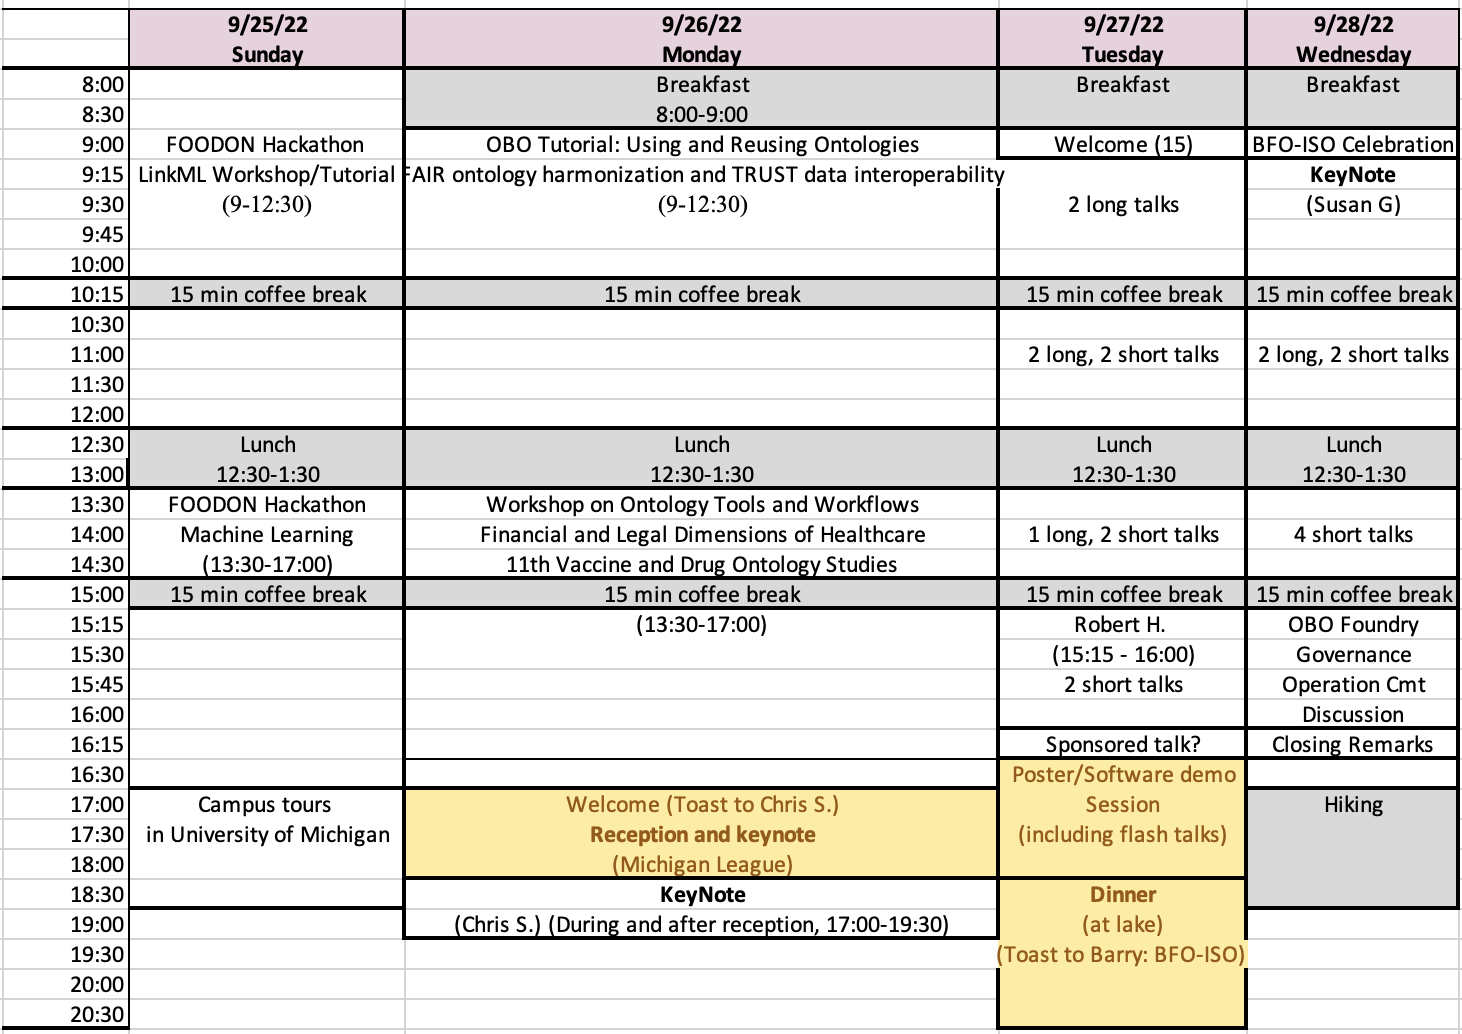 9/25/22 9/26/22 9/27/22 9/28/22
Sunday Monday Tuesday Wednesday
8:00 Breakfast Breakfast Breakfast
8:30 8:00-9:00
9:00 FOODON Hackathon OBO Tutorial: Using and Reusing Ontologies Welcome (15) BFO-ISO Celebration
9:15 LinkML Workshop/Tutorial FAIR ontology harmonization and TRUST data interoperability KeyNote
9:30 (9-12:30) (9-12:30) 2 long talks (Susan G)
9:45
10:00
10:15 15 min coffee break 15 min coffee break 15 min coffee break 15 min coffee break
10:30
11:00 2 long, 2 short talks 2 long, 2 short talks
11:30
12:00
12:30 Lunch Lunch Lunch Lunch
13:00 12:30-1:30 12:30-1:30 12:30-1:30 12:30-1:30
13:30 FOODON Hackathon Workshop on Ontology Tools and Workflows
14:00 Machine Learning Financial and Legal Dimensions of Healthcare 1 long, 2 short talks 4 short talks
14:30 (13:30-17:00) 11th Vaccine and Drug Ontology Studies
15:00 15 min coffee break 15 min coffee break 15 min coffee break 15 min coffee break
15:15 (13:30-17:00) Robert H. OBO Foundry
15:30 (15:15 - 16:00) Governance
15:45 2 short talks Operation Cmt
16:00 Discussion
16:15 Sponsored talk? Closing Remarks
16:30 Poster/Software demo
17:00 Campus tours Welcome (Toast to Chris S.) Session Hiking
17:30 in University of Michigan Reception and keynote (including flash talks)
18:00 (Michigan League)
18:30 KeyNote Dinner
19:00 (Chris S.) (During and after reception, 17:00-19:30) (at lake)
19:30 (Toast to Barry: BFO-ISO)
20:00
20:30